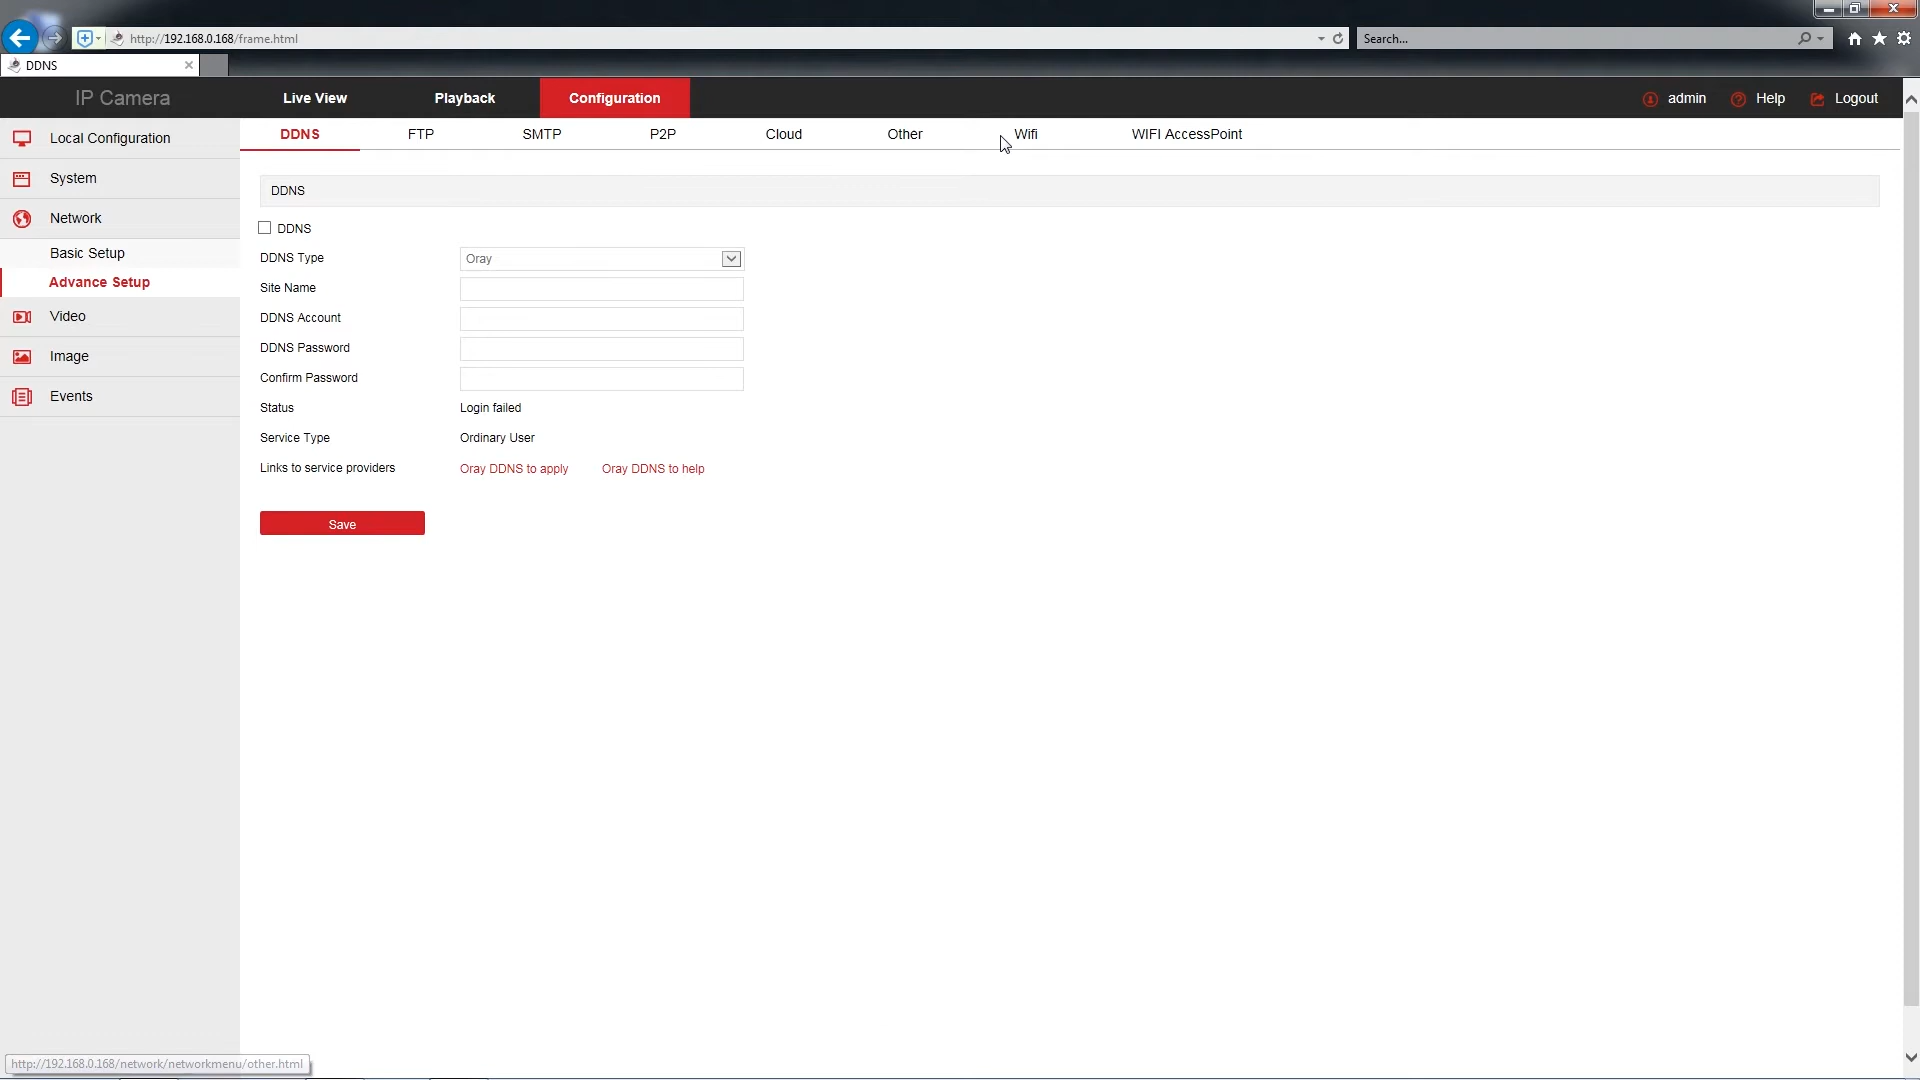 http://192.168.0.168/frame.html
Search...
DDNS
IP Camera
Live View
Playback
Configuration
admin
Help
Logout
Local Configuration
System
Network
Basic Setup
Advance Setup
Video
Image
Events
DDNS
FTP
SMTP
P2P
Cloud
Other
Wifi
WIFI AccessPoint
DDNS
DDNS
DDNS Type
Oray
Site Name
DDNS Account
DDNS Password
Confirm Password
Status
Login failed
Service Type
Ordinary User
Links to service providers
Oray DDNS to apply
Oray DDNS to help
Save
http://192.168.0.168/network/networkmenu/other.html